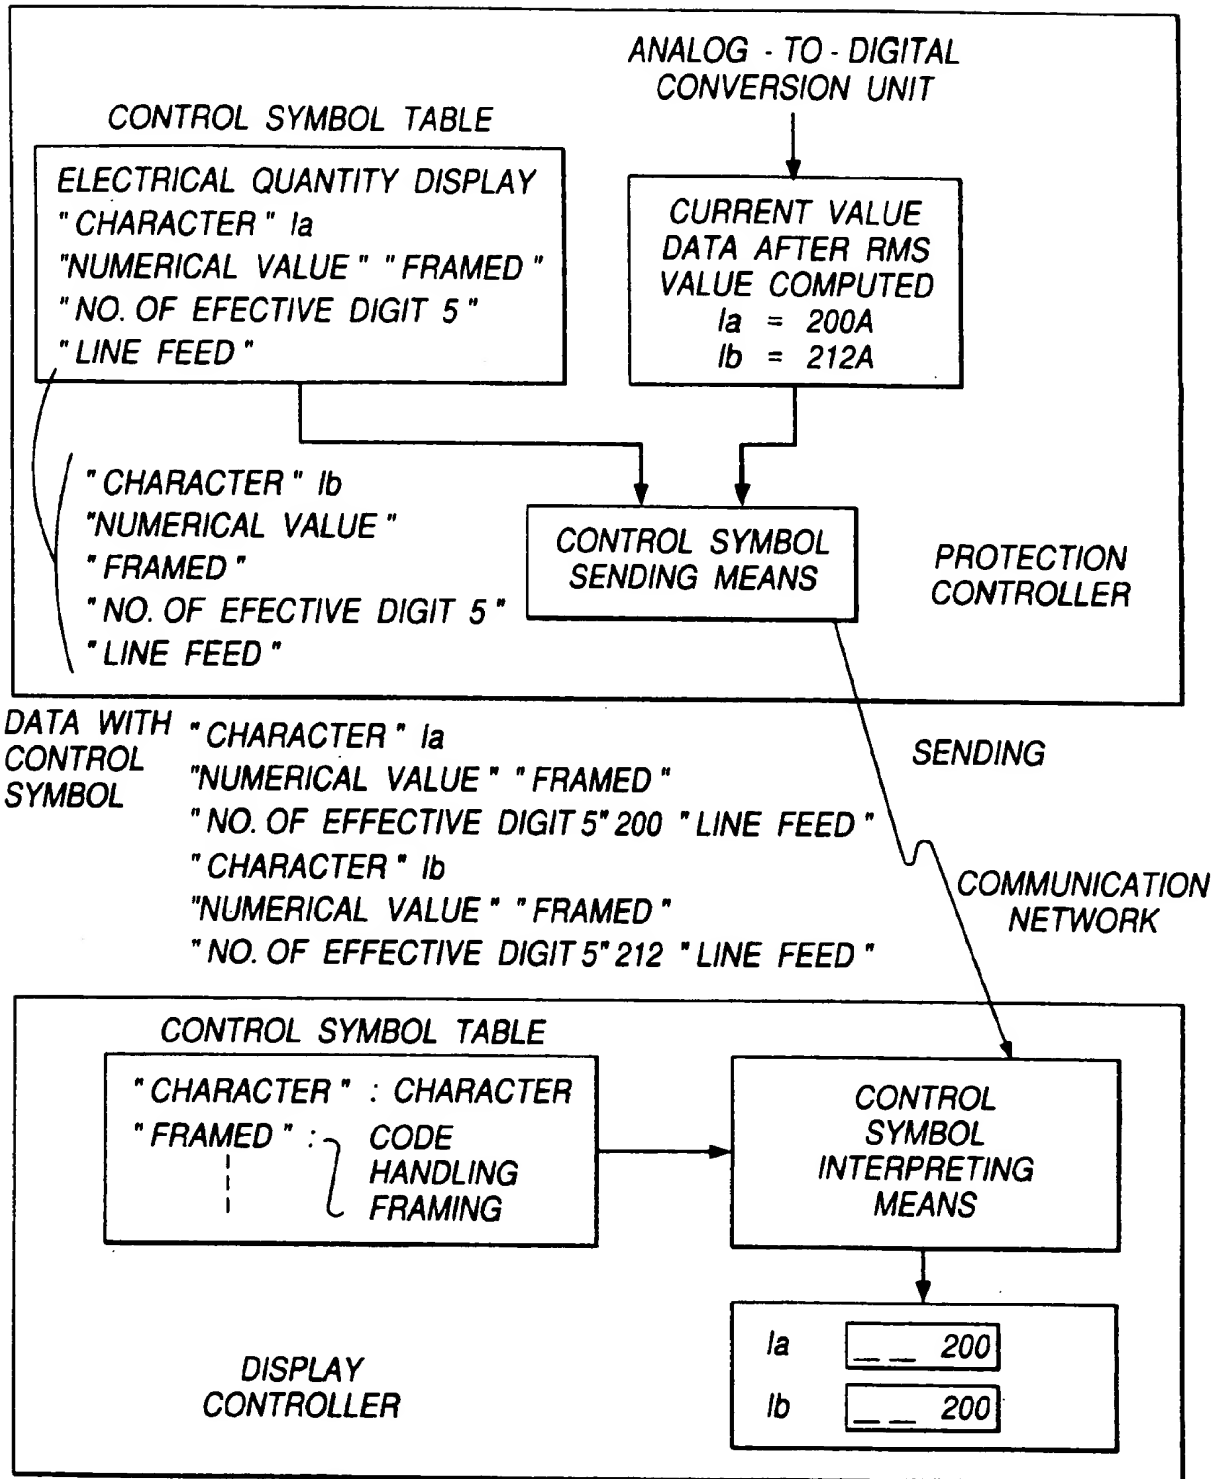 ANALOG - TO - DIGITAL
CONVERSION UNIT
CONTROL SYMBOL TABLE
ELECTRICAL QUANTITY DISPLAY
"CHARACTER" Ia
"NUMERICAL VALUE" "FRAMED"
"NO. OF EFECTIVE DIGIT 5"
"LINE FEED"
CURRENT VALUE
DATA AFTER RMS
VALUE COMPUTED
Ia = 200A
Ib = 212A
"CHARACTER" Ib
"NUMERICAL VALUE"
"FRAMED"
"NO. OF EFECTIVE DIGIT 5"
"LINE FEED"
CONTROL SYMBOL
SENDING MEANS
PROTECTION
CONTROLLER
DATA WITH
CONTROL
SYMBOL
"CHARACTER" Ia
"NUMERICAL VALUE" "FRAMED"
"NO. OF EFFECTIVE DIGIT 5" 200 "LINE FEED"
"CHARACTER" Ib
"NUMERICAL VALUE" "FRAMED"
"NO. OF EFFECTIVE DIGIT 5" 212 "LINE FEED"
SENDING
COMMUNICATION
NETWORK
CONTROL SYMBOL TABLE
"CHARACTER" : CHARACTER
"FRAMED" : CODE
HANDLING
FRAMING
CONTROL
SYMBOL
INTERPRETING
MEANS
Ia _ _ 200
Ib _ _ 200
DISPLAY
CONTROLLER